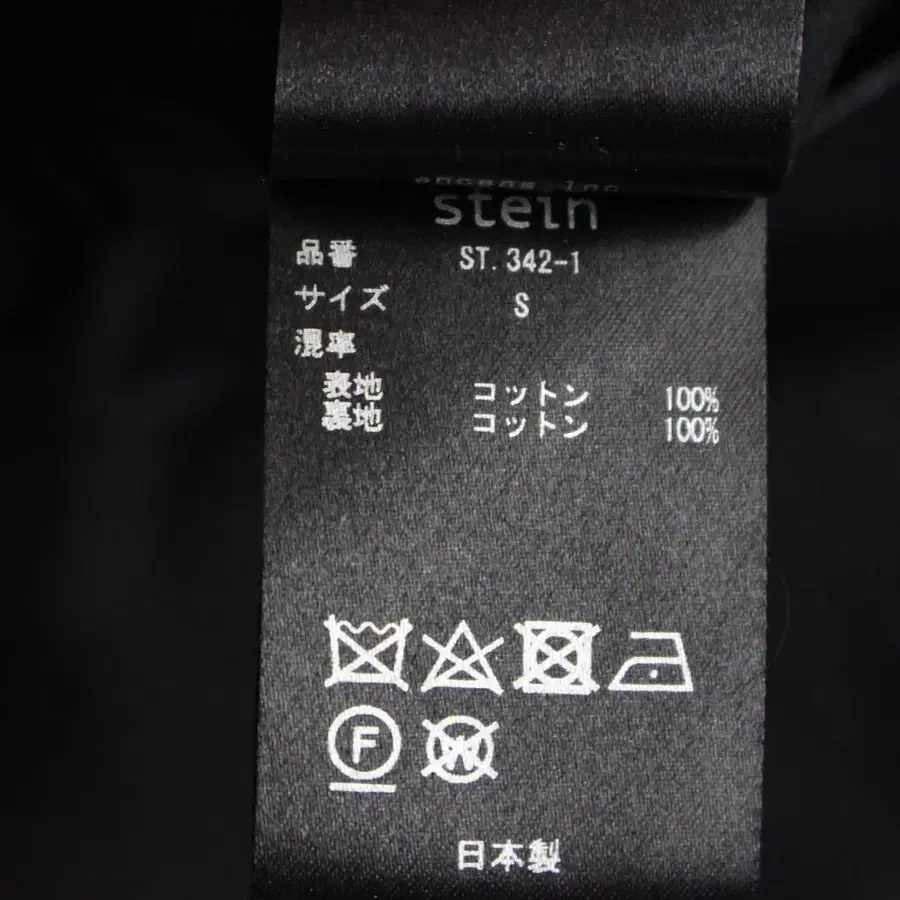 stein
品番 ST.342-1
サイズ S
混率
表地 コットン 100%
裏地 コットン 100%
F
W
日本製